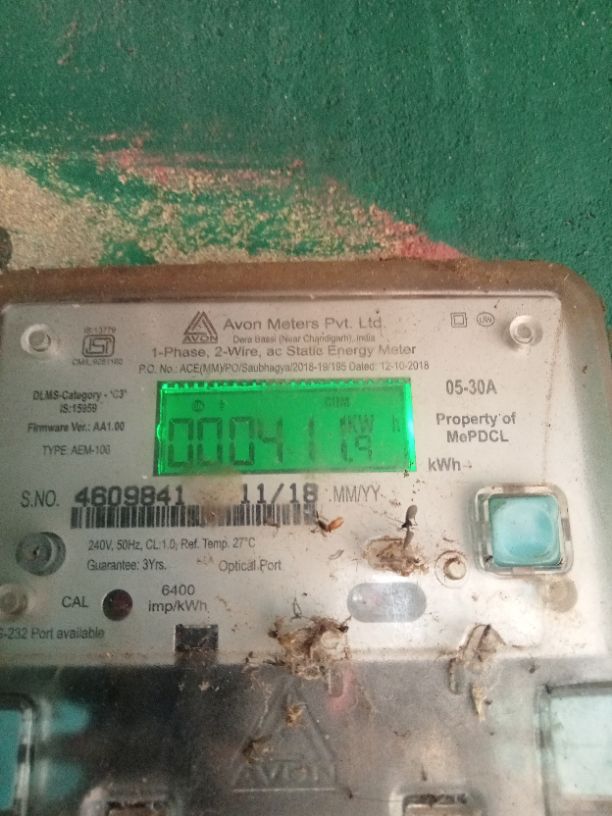 IS:13779
AVON
Avon Meters Pvt. Ltd.
Dera Bassi (Near Chandigarh), India
1-Phase, 2-Wire, ac Static Energy Meter
P.O. No.: ACE(MM)/PO/Saubhagya/2018-19/195 Dated: 12-10-2018
DLMS-Category - "C3"
IS:15959
Firmware Ver.: AA1.00
TYPE: AEM-100
CUM
kW h
00041
1.9
05-30A
Property of
MePDCL
kWh→
S.NO. 4609841 11/18 MM/YY
240V, 50Hz, CL:1.0, Ref. Temp. 27°C
Guarantee: 3Yrs. Optical Port
CAL 6400
imp/kWh
S-232 Port available
AVON